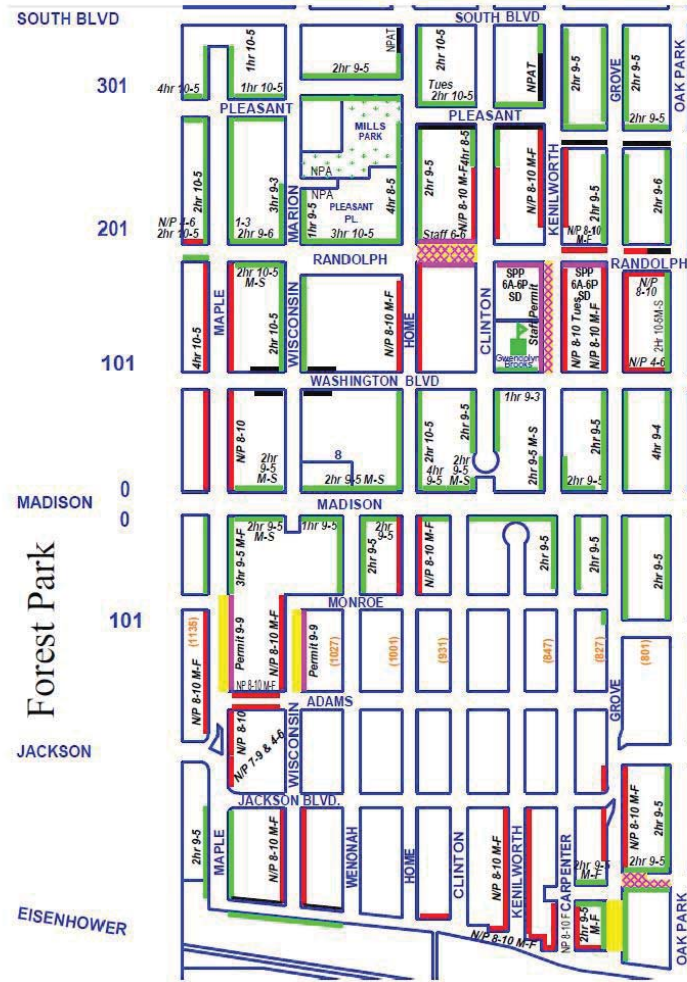 SOUTH BLVD
SOUTH BLVD
301
4hr 10-5
1hr 10-5
1hr 10-5
2hr 9-5
NPAT
2hr 10-5
Tues
2hr 10-5
NPAT
2hr 9-5
GROVE
2hr 9-5
OAK PARK
PLEASANT
PLEASANT
MILLS
PARK
NPA
NPA
PLEASANT
PL.
2hr 10-5
3hr 9-3
MARION
1hr 9-5
4hr 8-5
2hr 9-5
N/P 8-10 M-F
4hr 8-5
N/P 8-10 M-F
KENILWORTH
2hr 9-5
2hr 9-6
201
N/P 4-6
2hr 10-5
1-3
2hr 9-6
3hr 10-5
N/P 8-10
M-F
RANDOLPH
RANDOLPH
MAPLE
4hr 10-5
2hr 10-5
M-S
2hr 10-5
WISCONSIN
N/P 8-10 M-F
HOME
CLINTON
SPP
6A-6P
SD
Staff Permit
Gwendolyn
Brooks
SPP
6A-6P
SD
N/P 8-10 Tues
N/P 8-10 M-F
N/P
8-10
2hr 10-5M-S
N/P 4-6
101
WASHINGTON BLVD
N/P 8-10
2hr
9-5
M-S
8
2hr 9-5 M-S
2hr 10-5
2hr 9-5
2hr
4hr 9-5
9-5 M-S
1hr 9-3
2hr 9-5 M-S
2hr 9-5
2hr 9-5
4hr 9-4
0
MADISON
MADISON
0
3hr 9-5 M-F
2hr 9-5
M-S
1hr 9-5
2hr 9-5
2hr
9-5
N/P 8-10 M-F
2hr 9-5
2hr 9-5
2hr 9-5
Forest Park
MONROE
101
(1135)
N/P 8-10 M-F
Permit 9-9
N/P 8-10 M-F
Permit 9-9
(1027)
(1001)
(931)
(847)
(827)
(801)
NP 8-10 M-F
ADAMS
GROVE
N/P 8-10
N/P 7-9 & 4-6
WISCONSIN
JACKSON
JACKSON BLVD.
2hr 9-5
MAPLE
N/P 8-10 M-F
WENONAH
HOME
CLINTON
N/P 8-10 M-F
KENILWORTH
CARPENTER
N/P 8-10 M-F
2hr 9-5
2hr 9-5
M-F
2hr 9-5
EISENHOWER
N/P 8-10 M-F
NP 8-10 F
2hr 9-5
M-F
OAK PARK